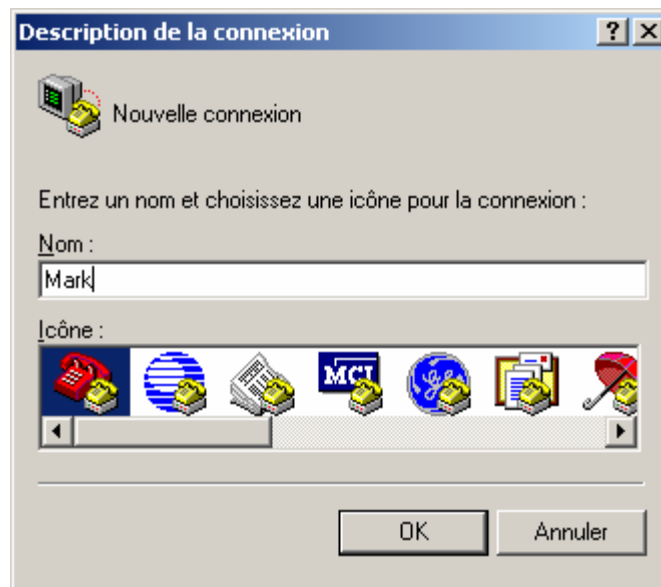 Description de la connexion
Nouvelle connexion
Entrez un nom et choisissez une icône pour la connexion :
Nom :
Mark
Icône :
MCI
OK
Annuler